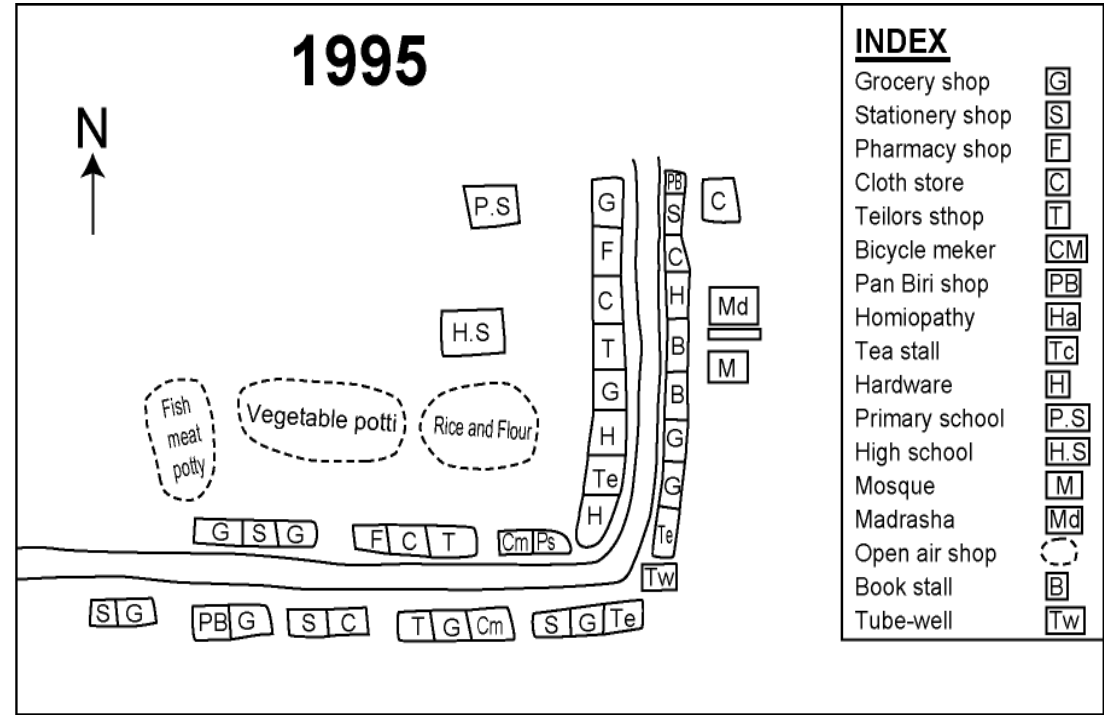 1995
N
P.S
H.S
Fish
meat
potty
Vegetable potti
Rice and Flour
G
F
C
T
G
H
Te
H
PB
S
C
H
B
B
G
G
Te
C
Md
M
G S G
F C T
Cm Ps
Tw
S G
PB G
S C
T G Cm
S G Te
INDEX
Grocery shop G
Stationery shop S
Pharmacy shop F
Cloth store C
Teilors sthop T
Bicycle meker CM
Pan Biri shop PB
Homiopathy Ha
Tea stall Tc
Hardware H
Primary school P.S
High school H.S
Mosque M
Madrasha Md
Open air shop
Book stall B
Tube-well Tw